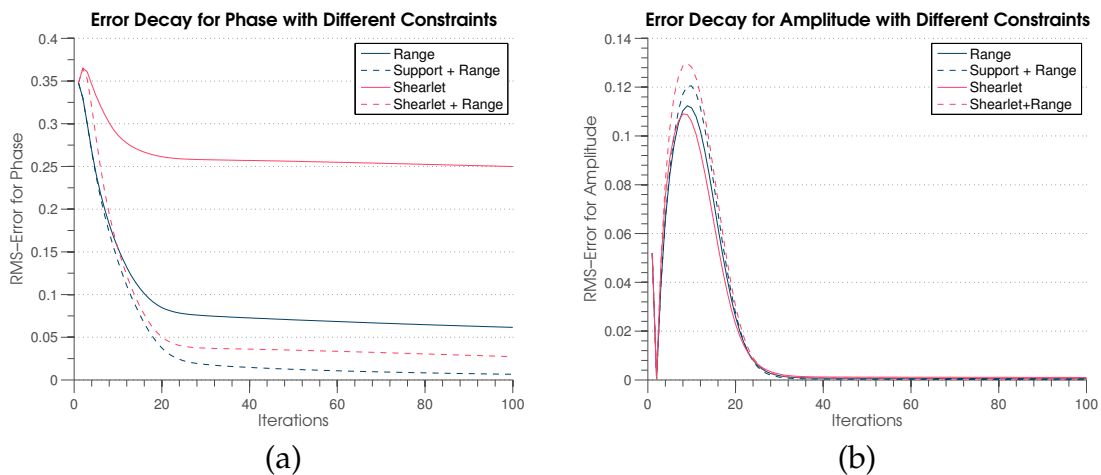 Error Decay for Phase with Different Constraints
0.4
0.35
0.3
0.25
0.2
0.15
0.1
0.05
0
RMS–Error for Phase
Range
Support + Range
Shearlet
Shearlet + Range
0
20
40
60
80
100
Iterations
(a)
Error Decay for Amplitude with Different Constraints
0.14
0.12
0.1
0.08
0.06
0.04
0.02
0
RMS–Error for Amplitude
Range
Support + Range
Shearlet
Shearlet+Range
0
20
40
60
80
100
Iterations
(b)